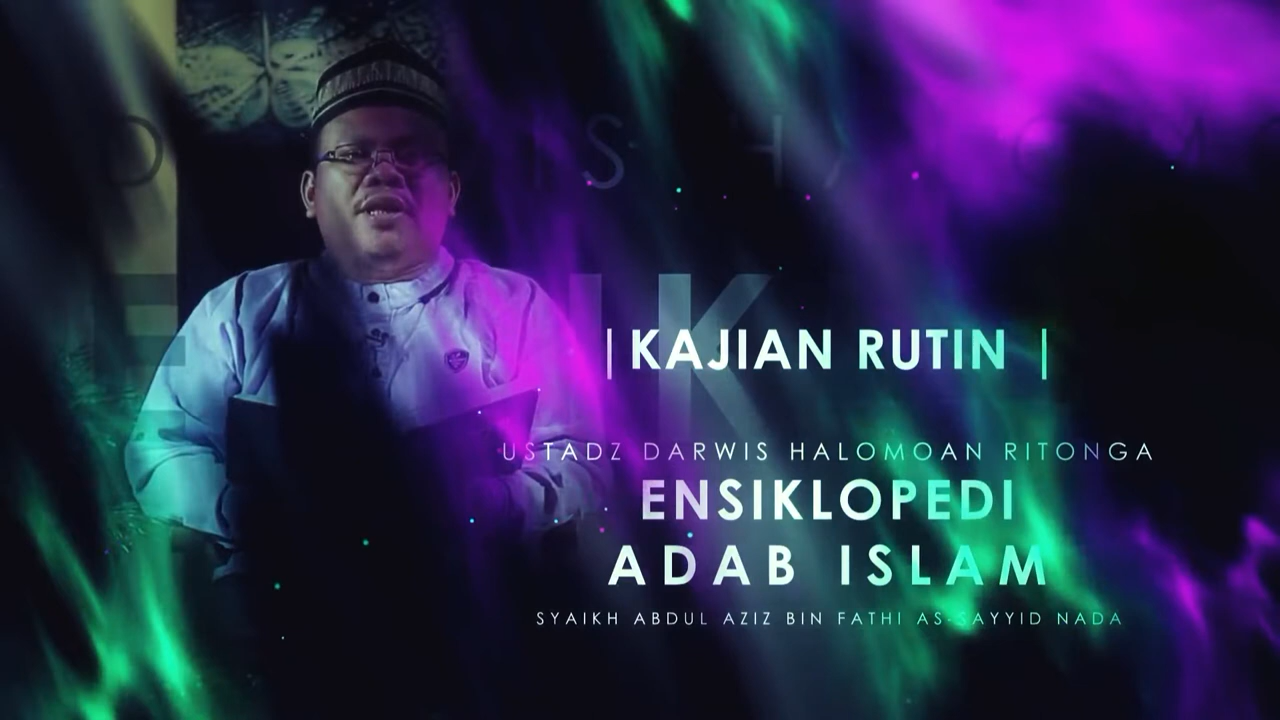 | KAJIAN RUTIN |
USTADZ DARWIS HALOMOAN RITONGA
ENSIKLOPEDI
ADAB ISLAM
SYAIKH ABDUL AZIZ BIN FATHI AS-SAYYID NADA